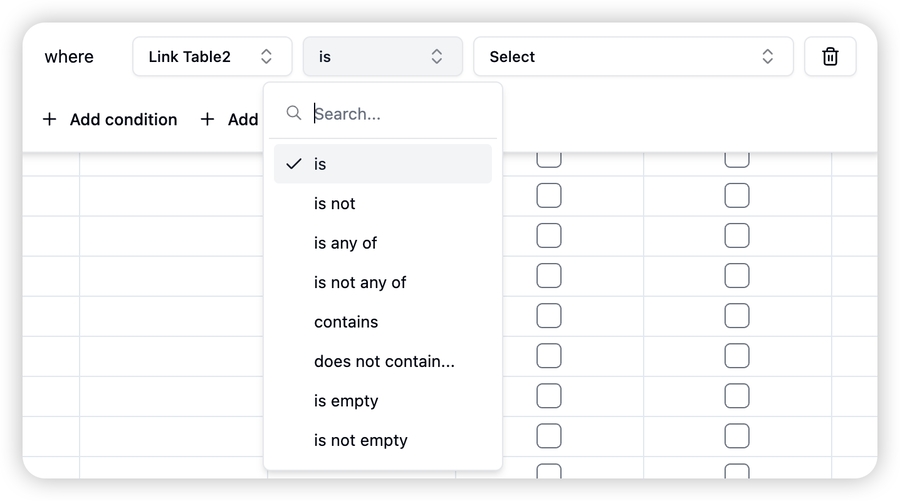 where Link Table2 is Select
+ Add condition + Add
Search...
is
is not
is any of
is not any of
contains
does not contain...
is empty
is not empty